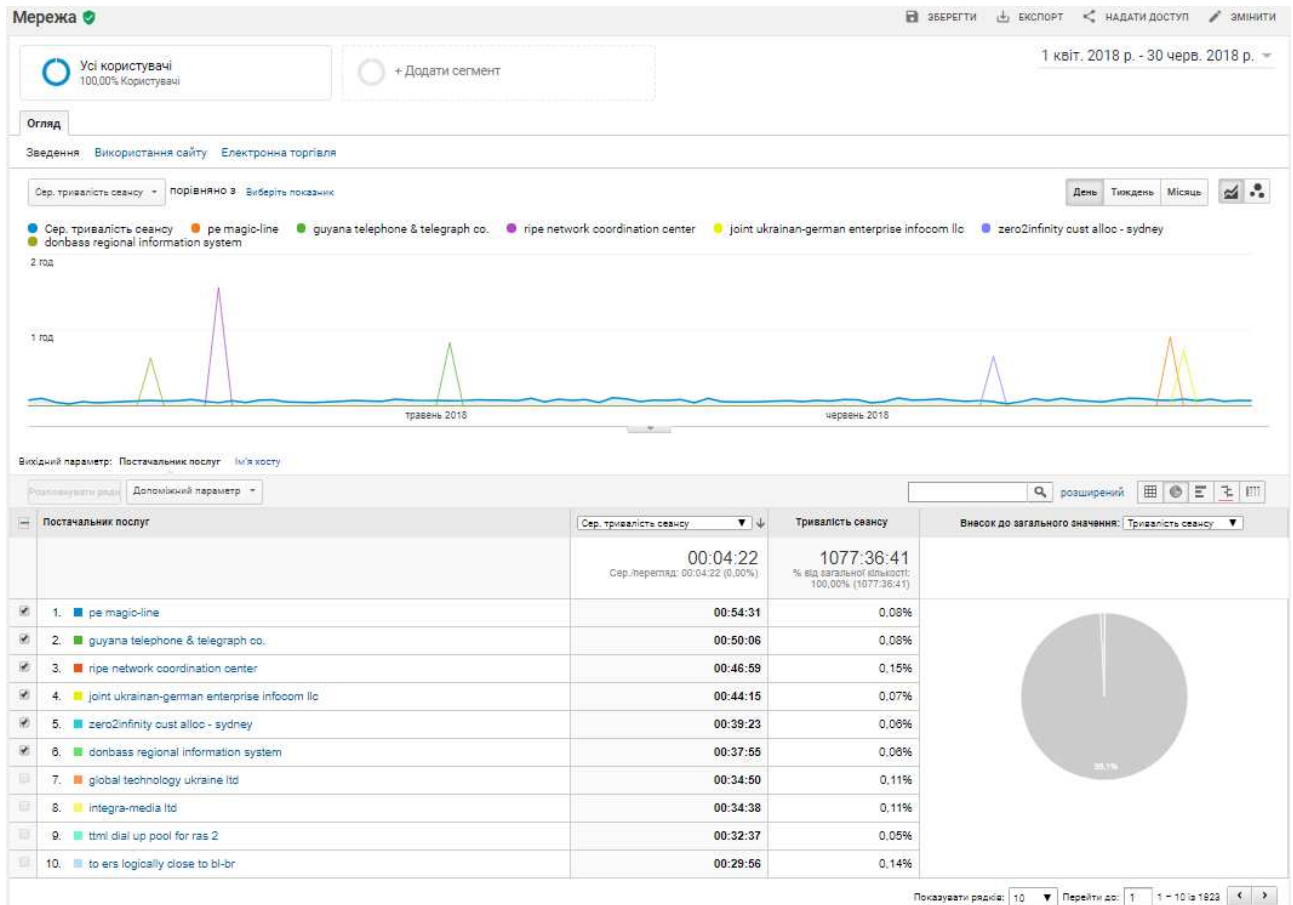 Мережа
ЗБЕРЕГТИ ЕКСПОРТ НАДАТИ ДОСТУП ЗМІНИТИ
Усі користувачі
100,00% Користувачі
+ Додати сегмент
1 квіт. 2018 р. - 30 черв. 2018 р.
Огляд
Зведення Використання сайту Електронна торгівля
Сер. тривалість сеансу порівняно з Виберіть показник
День Тиждень Місяць
Сер. тривалість сеансу pe magic-line guyana telephone & telegraph co. ripe network coordination center joint ukrainan-german enterprise infocom llc zero2infinity cust alloc - sydney
donbass regional information system
2 год
1 год
травень 2018 червень 2018
Вихідний параметр: Постачальник послуг Ім'я хосту
Розташувати ряди Допоміжний параметр
розширений
Постачальник послуг Сер. тривалість сеансу Тривалість сеансу Внесок до загального значення: Тривалість сеансу
00:04:22 1077:36:41
Сер./перегляд: 00:04:22 (0,00%) % від загальної кількості:
100,00% (1077:36:41)
1. pe magic-line 00:54:31 0,08%
2. guyana telephone & telegraph co. 00:50:06 0,08%
3. ripe network coordination center 00:46:59 0,15%
4. joint ukrainan-german enterprise infocom llc 00:44:15 0,07%
5. zero2infinity cust alloc - sydney 00:39:23 0,06%
6. donbass regional information system 00:37:55 0,06%
7. global technology ukraine ltd 00:34:50 0,11%
8. integra-media ltd 00:34:38 0,11%
9. ttml dial up pool for ras 2 00:32:37 0,05%
10. to ers logically close to bl-br 00:29:56 0,14%
Показувати рядків: 10 Перейти до: 1 1 – 10 із 1823